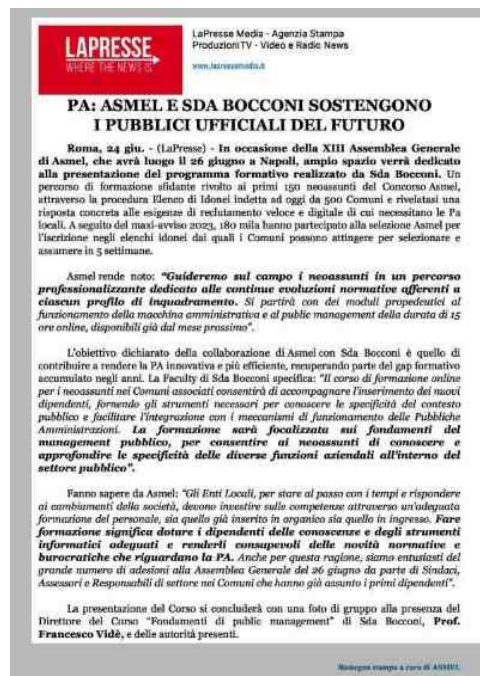 LAPRESSE
WHERE THE NEWS IS
LaPresse Media - Agenzia Stampa
ProduzioniTV - Video e Radio News
www.lapressemedia.it
PA: ASMEL E SDA BOCCONI SOSTENGONO
I PUBBLICI UFFICIALI DEL FUTURO
Roma, 24 giu. - (LaPresse) - In occasione della XIII Assemblea Generale
di Asmel, che avrà luogo il 26 giugno a Napoli, ampio spazio verrà dedicato
alla presentazione del programma formativo realizzato da Sda Bocconi. Un
percorso di formazione sfidante rivolto ai primi 150 neoassunti del Concorso Asmel,
attraverso la procedura Elenco di Idonei indetta ad oggi da 500 Comuni e rivelatasi una
risposta concreta alle esigenze di reclutamento veloce e digitale di cui necessitano le Pa
locali. A seguito del maxi-avviso 2023, 180 mila hanno partecipato alla selezione Asmel per
l'iscrizione negli elenchi idonei dai quali i Comuni possono attingere per selezionare e
assumere in 5 settimane.
Asmel rende noto: "Guideremo sul campo i neoassunti in un percorso
professionalizzante dedicato alle continue evoluzioni normative afferenti a
ciascun profilo di inquadramento. Si partirà con dei moduli propedeutici al
funzionamento della macchina amministrativa e al public management della durata di 15
ore online, disponibili già dal mese prossimo".
L'obiettivo dichiarato della collaborazione di Asmel con Sda Bocconi è quello di
contribuire a rendere la PA innovativa e più efficiente, recuperando parte del gap formativo
accumulato negli anni. La Faculty di Sda Bocconi specifica: "Il corso di formazione online
per i neoassunti nei Comuni associati consentirà di accompagnare l'inserimento dei nuovi
dipendenti, fornendo gli strumenti necessari per conoscere le specificità del contesto
pubblico e facilitare l'integrazione con i meccanismi di funzionamento delle Pubbliche
Amministrazioni. La formazione sarà focalizzata sui fondamenti del
management pubblico, per consentire ai neoassunti di conoscere e
approfondire le specificità delle diverse funzioni aziendali all'interno del
settore pubblico".
Fanno sapere da Asmel: "Gli Enti Locali, per stare al passo con i tempi e rispondere
ai cambiamenti della società, devono investire sulle competenze attraverso un'adeguata
formazione del personale, sia quello già inserito in organico sia quello in ingresso. Fare
formazione significa dotare i dipendenti delle conoscenze e degli strumenti
informatici adeguati e renderli consapevoli delle novità normative e
burocratiche che riguardano la PA. Anche per questa ragione, siamo entusiasti del
grande numero di adesioni alla Assemblea Generale del 26 giugno da parte di Sindaci,
Assessori e Responsabili di settore nei Comuni che hanno già assunto i primi dipendenti".
La presentazione del Corso si concluderà con una foto di gruppo alla presenza del
Direttore del Corso "Fondamenti di public management" di Sda Bocconi, Prof.
Francesco Vidè, e delle autorità presenti.
Rassegna stampa a cura di ASMEL